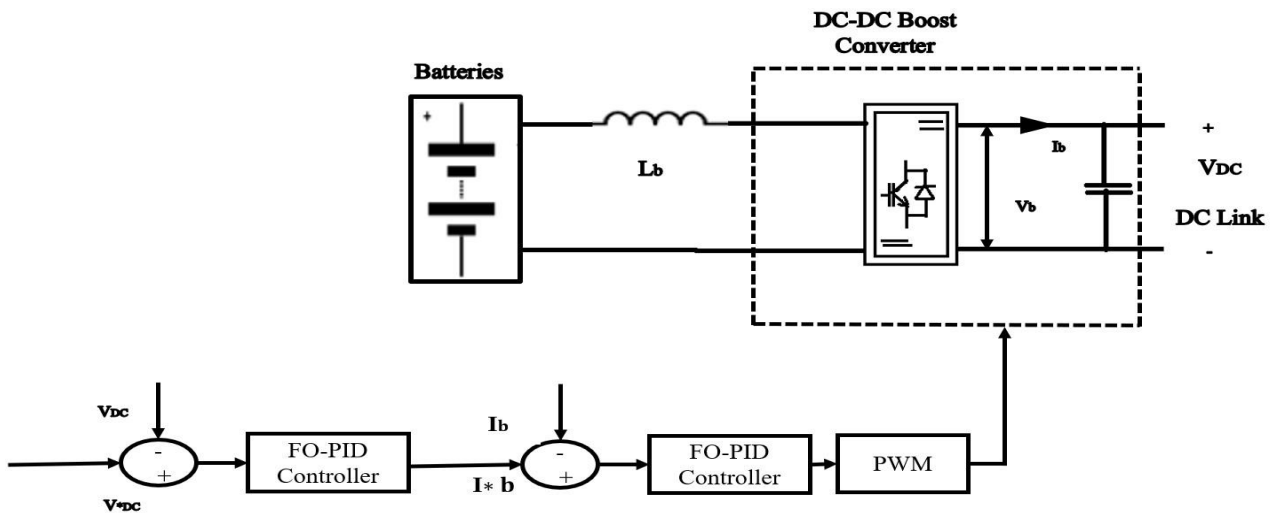 DC-DC Boost
Converter
Batteries
+
Lb
Ib
Vb
+
VDC
DC Link
-
VDC
-
+
V*DC
FO-PID
Controller
Ib
I* b
-
+
FO-PID
Controller
PWM